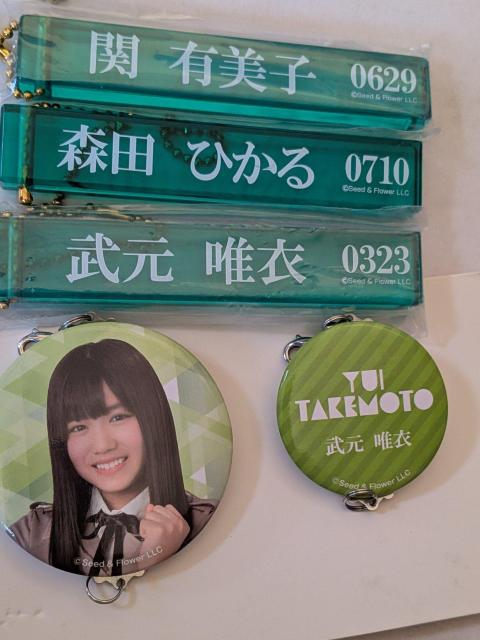 関 有美子 0629
©Seed & Flower LLC
森田 ひかる 0710
©Seed & Flower LLC
武元 唯衣 0323
©Seed & Flower LLC
©Seed & Flower LLC
YUI
TAKEMOTO
武元 唯衣
©Seed & Flower LLC